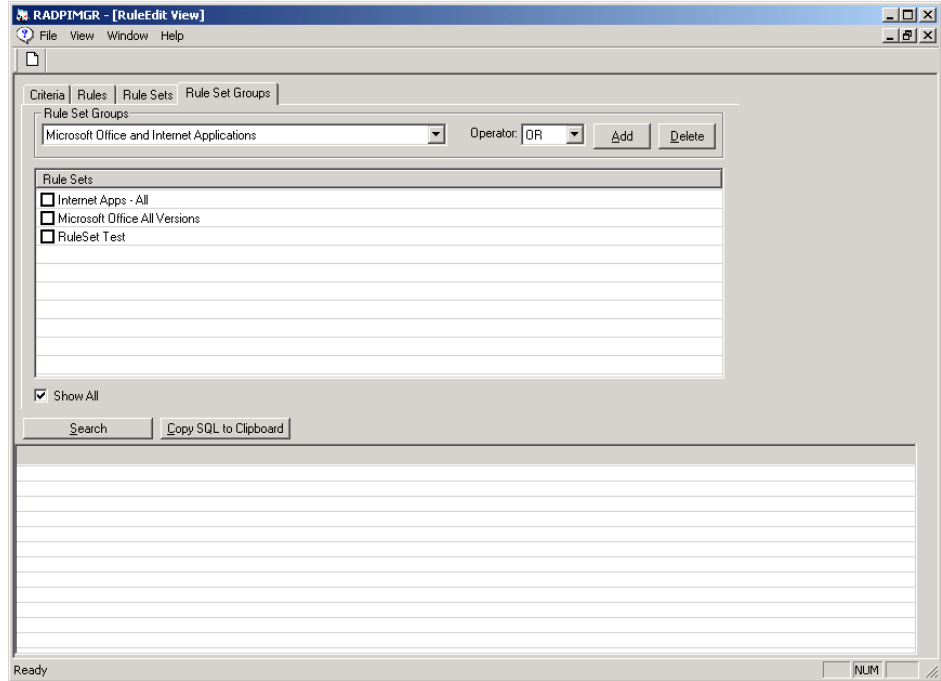 RADPIMGR - [RuleEdit View]
File View Window Help
Criteria Rules Rule Sets Rule Set Groups
Rule Set Groups
Microsoft Office and Internet Applications Operator: OR Add Delete
Rule Sets
Internet Apps - All
Microsoft Office All Versions
RuleSet Test
Show All
Search Copy SQL to Clipboard
Ready NUM